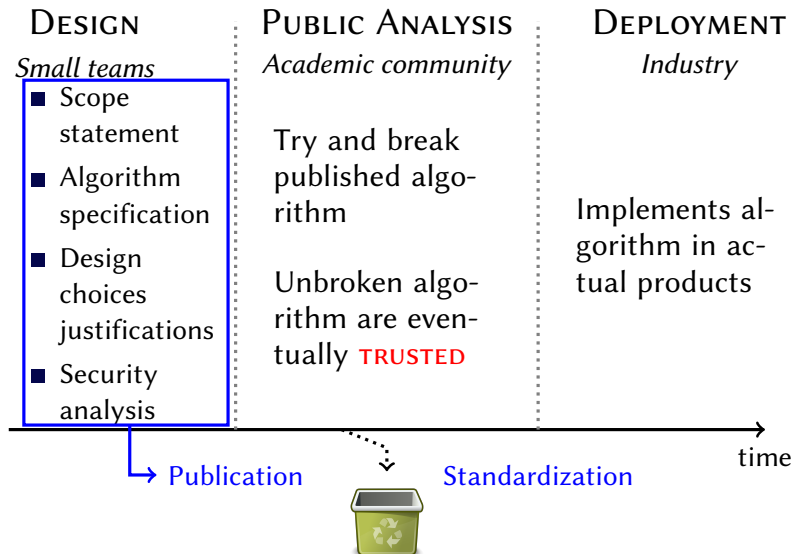 DESIGN
Small teams
Scope
statement
Algorithm
specification
Design
choices
justifications
Security
analysis
PUBLIC ANALYSIS
Academic community
Try and break
published algo-
rithm
Unbroken algo-
rithm are even-
tually TRUSTED
DEPLOYMENT
Industry
Implements al-
gorithm in ac-
tual products
time
Publication
Standardization